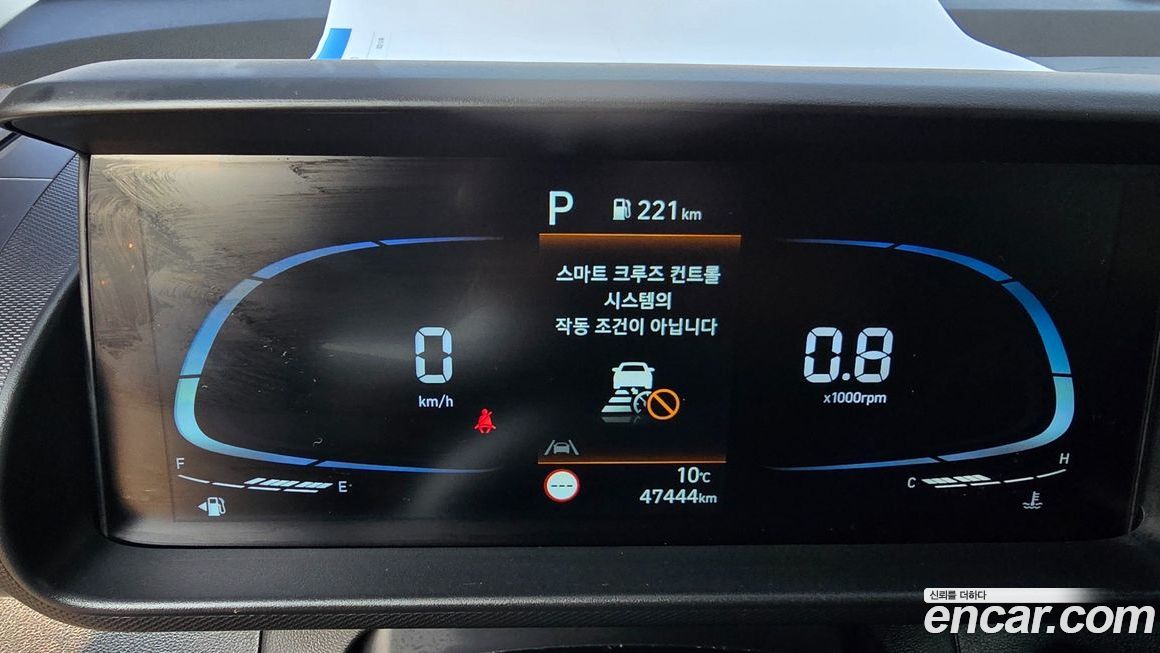 P
221 km
스마트 크루즈 컨트롤
시스템의
작동 조건이 아닙니다
0
km/h
0.8
x1000rpm
F
E
---
10℃
47444km
C
H
신뢰를 더하다
encar.com